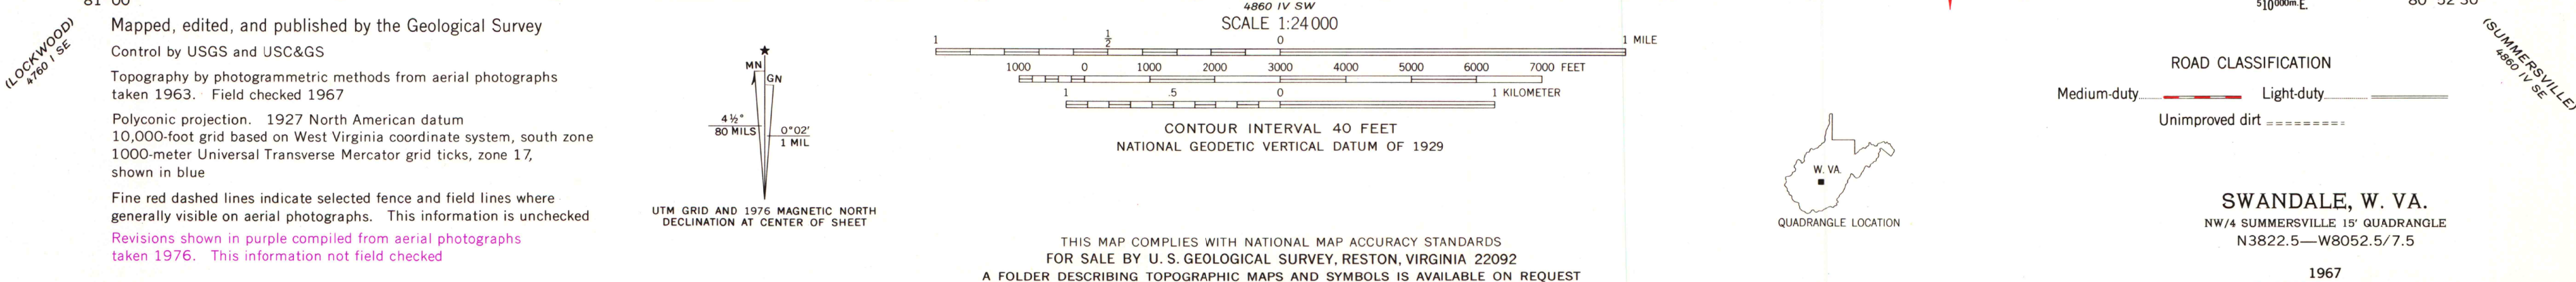 81°00'
(LOCKWOOD)
4760 I SE
Mapped, edited, and published by the Geological Survey
Control by USGS and USC&GS
Topography by photogrammetric methods from aerial photographs
taken 1963. Field checked 1967
Polyconic projection. 1927 North American datum
10,000-foot grid based on West Virginia coordinate system, south zone
1000-meter Universal Transverse Mercator grid ticks, zone 17,
shown in blue
Fine red dashed lines indicate selected fence and field lines where
generally visible on aerial photographs. This information is unchecked
Revisions shown in purple compiled from aerial photographs
taken 1976. This information not field checked
MN
GN
4½°
80 MILS
0°02'
1 MIL
UTM GRID AND 1976 MAGNETIC NORTH
DECLINATION AT CENTER OF SHEET
4860 IV SW
SCALE 1:24 000
1 ½ 0 1 MILE
1000 0 1000 2000 3000 4000 5000 6000 7000 FEET
1 .5 0 1 KILOMETER
CONTOUR INTERVAL 40 FEET
NATIONAL GEODETIC VERTICAL DATUM OF 1929
THIS MAP COMPLIES WITH NATIONAL MAP ACCURACY STANDARDS
FOR SALE BY U. S. GEOLOGICAL SURVEY, RESTON, VIRGINIA 22092
A FOLDER DESCRIBING TOPOGRAPHIC MAPS AND SYMBOLS IS AVAILABLE ON REQUEST
W. VA.
QUADRANGLE LOCATION
510000m.E.
80°52'30"
(SUMMERSVILLE)
4860 IV SE
ROAD CLASSIFICATION
Medium-duty Light-duty
Unimproved dirt
SWANDALE, W. VA.
NW/4 SUMMERSVILLE 15' QUADRANGLE
N3822.5—W8052.5/7.5
1967